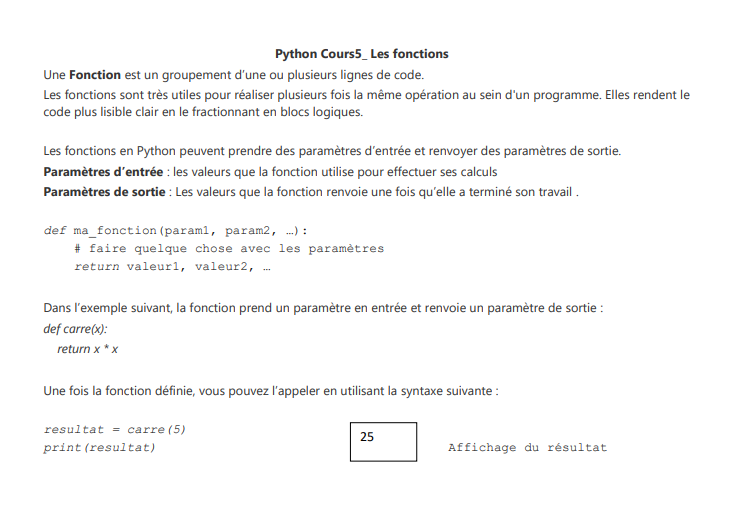 Python Cours5_ Les fonctions
Une Fonction est un groupement d'une ou plusieurs lignes de code.
Les fonctions sont très utiles pour réaliser plusieurs fois la même opération au sein d'un programme. Elles rendent le
code plus lisible clair en le fractionnant en blocs logiques.
Les fonctions en Python peuvent prendre des paramètres d'entrée et renvoyer des paramètres de sortie.
Paramètres d'entrée : les valeurs que la fonction utilise pour effectuer ses calculs
Paramètres de sortie : Les valeurs que la fonction renvoie une fois qu'elle a terminé son travail .
def ma_fonction(param1, param2, …):
# faire quelque chose avec les paramètres
return valeur1, valeur2, …
Dans l'exemple suivant, la fonction prend un paramètre en entrée et renvoie un paramètre de sortie :
def carre(x):
return x * x
Une fois la fonction définie, vous pouvez l'appeler en utilisant la syntaxe suivante :
resultat = carre(5)
print(resultat)
25
Affichage du résultat